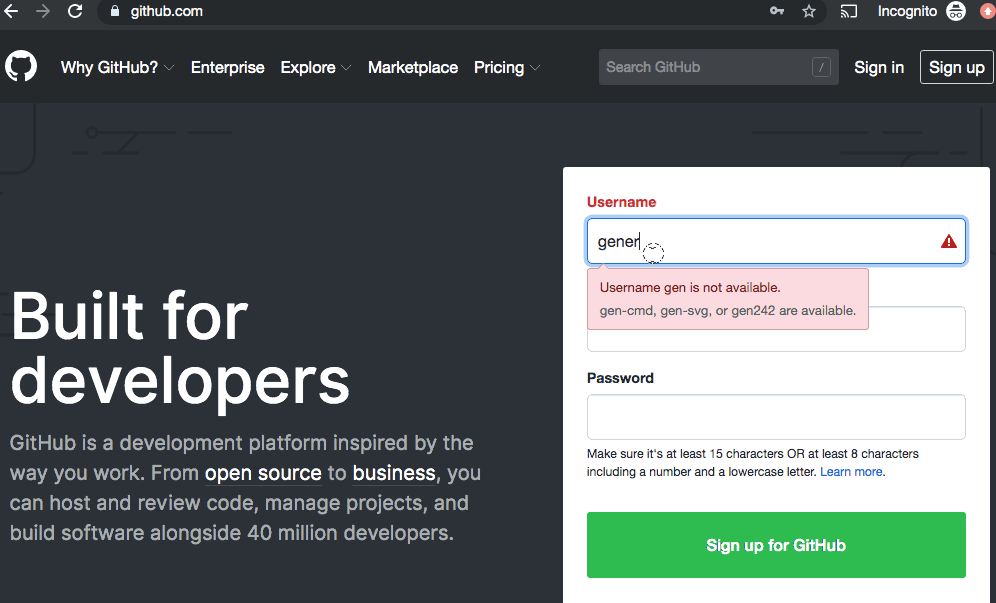 github.com
Incognito
Why GitHub? Enterprise Explore Marketplace Pricing
Search GitHub /
Sign in
Sign up
Built for
developers
GitHub is a development platform inspired by the
way you work. From open source to business, you
can host and review code, manage projects, and
build software alongside 40 million developers.
Username
gener
Username gen is not available.
gen-cmd, gen-svg, or gen242 are available.
Password
Make sure it's at least 15 characters OR at least 8 characters
including a number and a lowercase letter. Learn more.
Sign up for GitHub